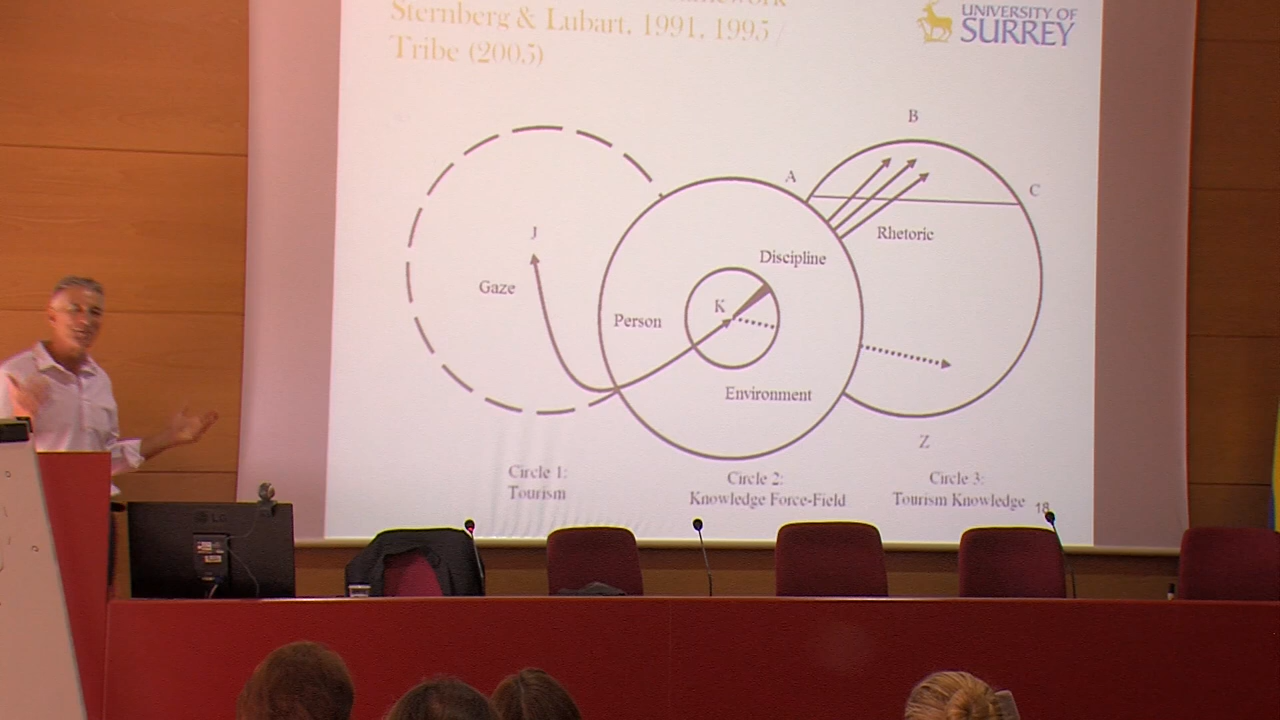 Sternberg & Lubart, 1991, 1995 /
Tribe (2005)
UNIVERSITY OF
SURREY
B
A
C
Rhetoric
J
Gaze
Discipline
K
Person
Environment
Z
Circle 1:
Tourism
Circle 2:
Knowledge Force-Field
Circle 3:
Tourism Knowledge
18
LG